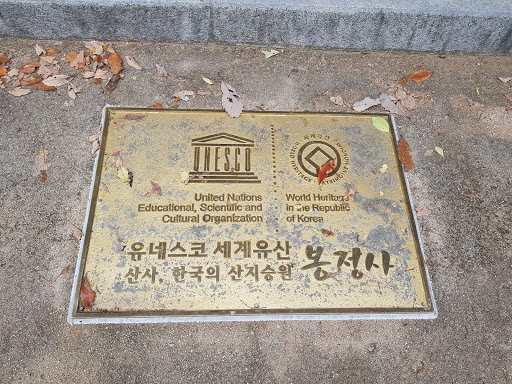 UNESCO
United Nations
Educational, Scientific and
Cultural Organization
World Heritage
in the Republic
of Korea
유네스코 세계유산
산사, 한국의 산지승원 봉정사